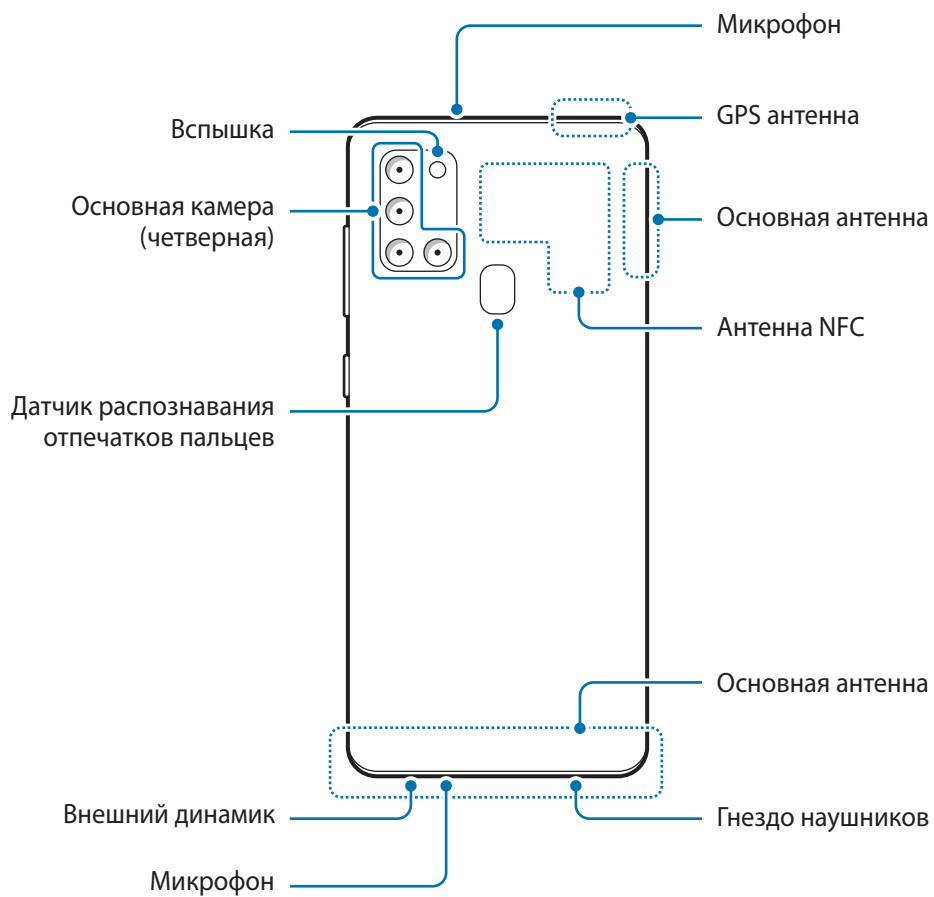 Микрофон
GPS антенна
Вспышка
Основная камера
(четверная)
Основная антенна
Антенна NFC
Датчик распознавания
отпечатков пальцев
Основная антенна
Внешний динамик
Гнездо наушников
Микрофон